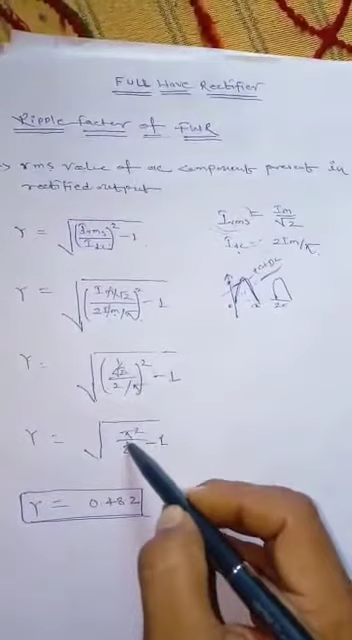 FULL Wave Rectifier
Ripple factor of FWR
→ rms value of ac component present in
rectified output
γ = √((Irms/Idc)² - 1
Irms = Im/√2
Idc = 2Im/π
γ = √((Im/√2)/(2Im/π))² - 1
γ = √((1/√2)/(2/π))² - 1
γ = √(π²/8 - 1
γ = 0.482